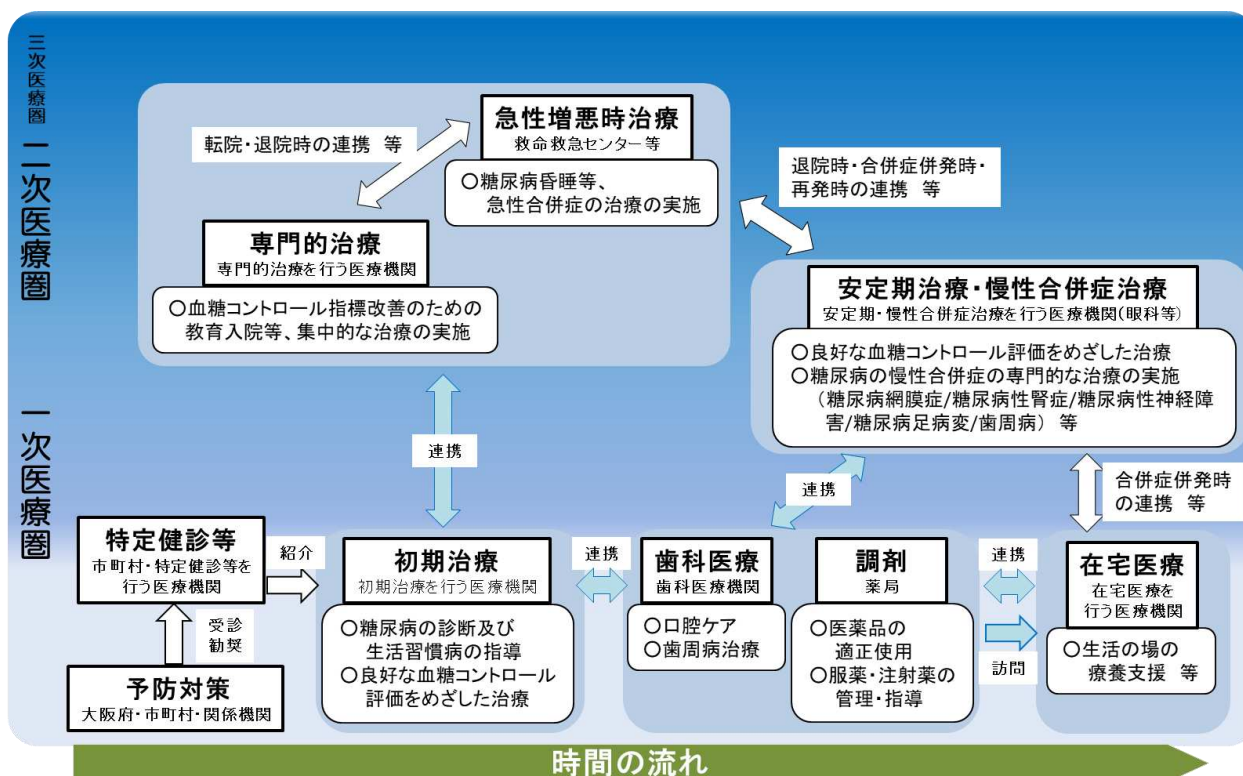 三次医療圏
二次医療圏
一次医療圏
急性増悪時治療
救命救急センター等
○糖尿病昏睡等、
急性合併症の治療の実施
転院・退院時の連携 等
専門的治療
専門的治療を行う医療機関
○血糖コントロール指標改善のための
教育入院等、集中的な治療の実施
退院時・合併症併発時・
再発時の連携 等
安定期治療・慢性合併症治療
安定期・慢性合併症治療を行う医療機関(眼科等)
○良好な血糖コントロール評価をめざした治療
○糖尿病の慢性合併症の専門的な治療の実施
(糖尿病網膜症/糖尿病性腎症/糖尿病性神経障
害/糖尿病足病変/歯周病) 等
連携
連携
合併症併発時
の連携 等
特定健診等
市町村・特定健診等を
行う医療機関
紹介
受診
勧奨
予防対策
大阪府・市町村・関係機関
初期治療
初期治療を行う医療機関
○糖尿病の診断及び
生活習慣病の指導
○良好な血糖コントロール
評価をめざした治療
連携
歯科医療
歯科医療機関
○口腔ケア
○歯周病治療
調剤
薬局
○医薬品の
適正使用
○服薬・注射薬の
管理・指導
連携
訪問
在宅医療
在宅医療を
行う医療機関
○生活の場の
療養支援 等
時間の流れ